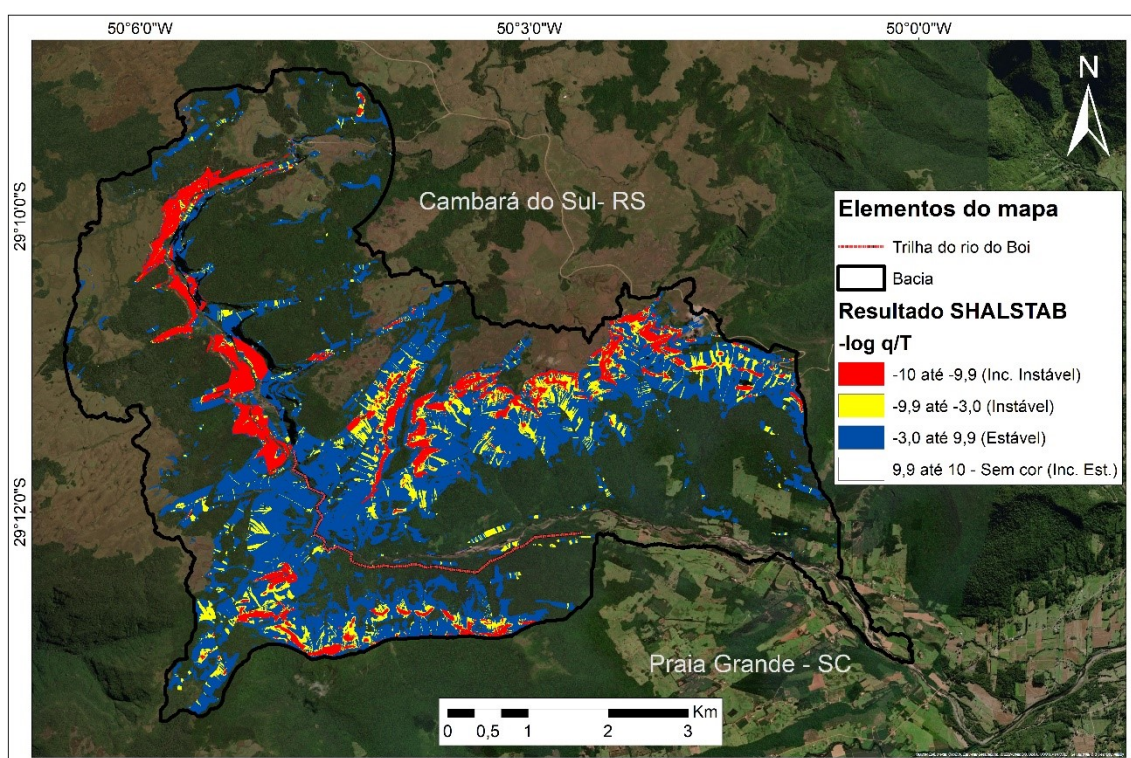 50°6'0"W
50°3'0"W
50°0'0"W
N
29°10'0"S
Cambará do Sul- RS
Elementos do mapa
Trilha do rio do Boi
Bacia
Resultado SHALSTAB
-log q/T
-10 até -9,9 (Inc. Instável)
-9,9 até -3,0 (Instável)
-3,0 até 9,9 (Estável)
9,9 até 10 - Sem cor (Inc. Est.)
29°12'0"S
Praia Grande - SC
Km
0 0,5 1 2 3